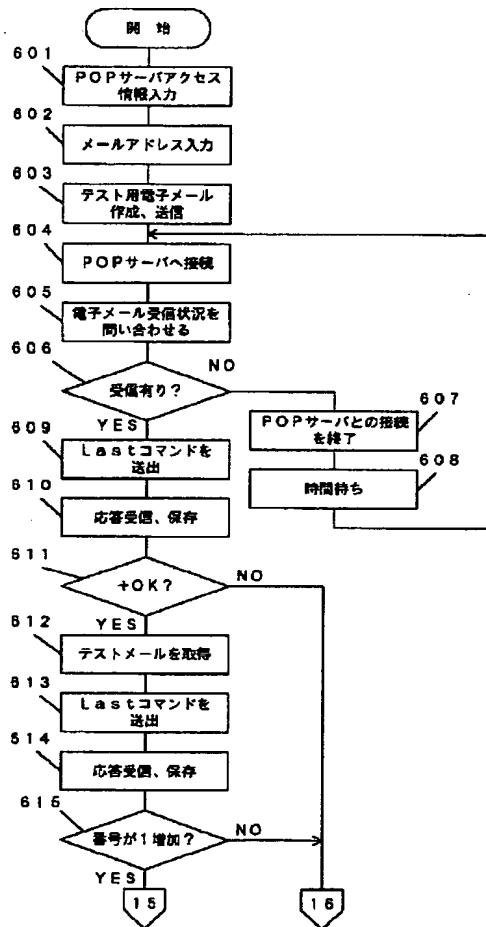 開 始
601
POPサーバアクセス
情報入力
602
メールアドレス入力
603
テスト用電子メール
作成、送信
604
POPサーバへ接続
605
電子メール受信状況を
問い合わせる
606
受信有り?
NO
YES
607
POPサーバとの接続
を終了
608
時間待ち
609
Lastコマンドを
送出
610
応答受信、保存
611
+OK?
NO
YES
612
テストメールを取得
613
Lastコマンドを
送出
614
応答受信、保存
615
番号が1増加?
NO
YES
15
16